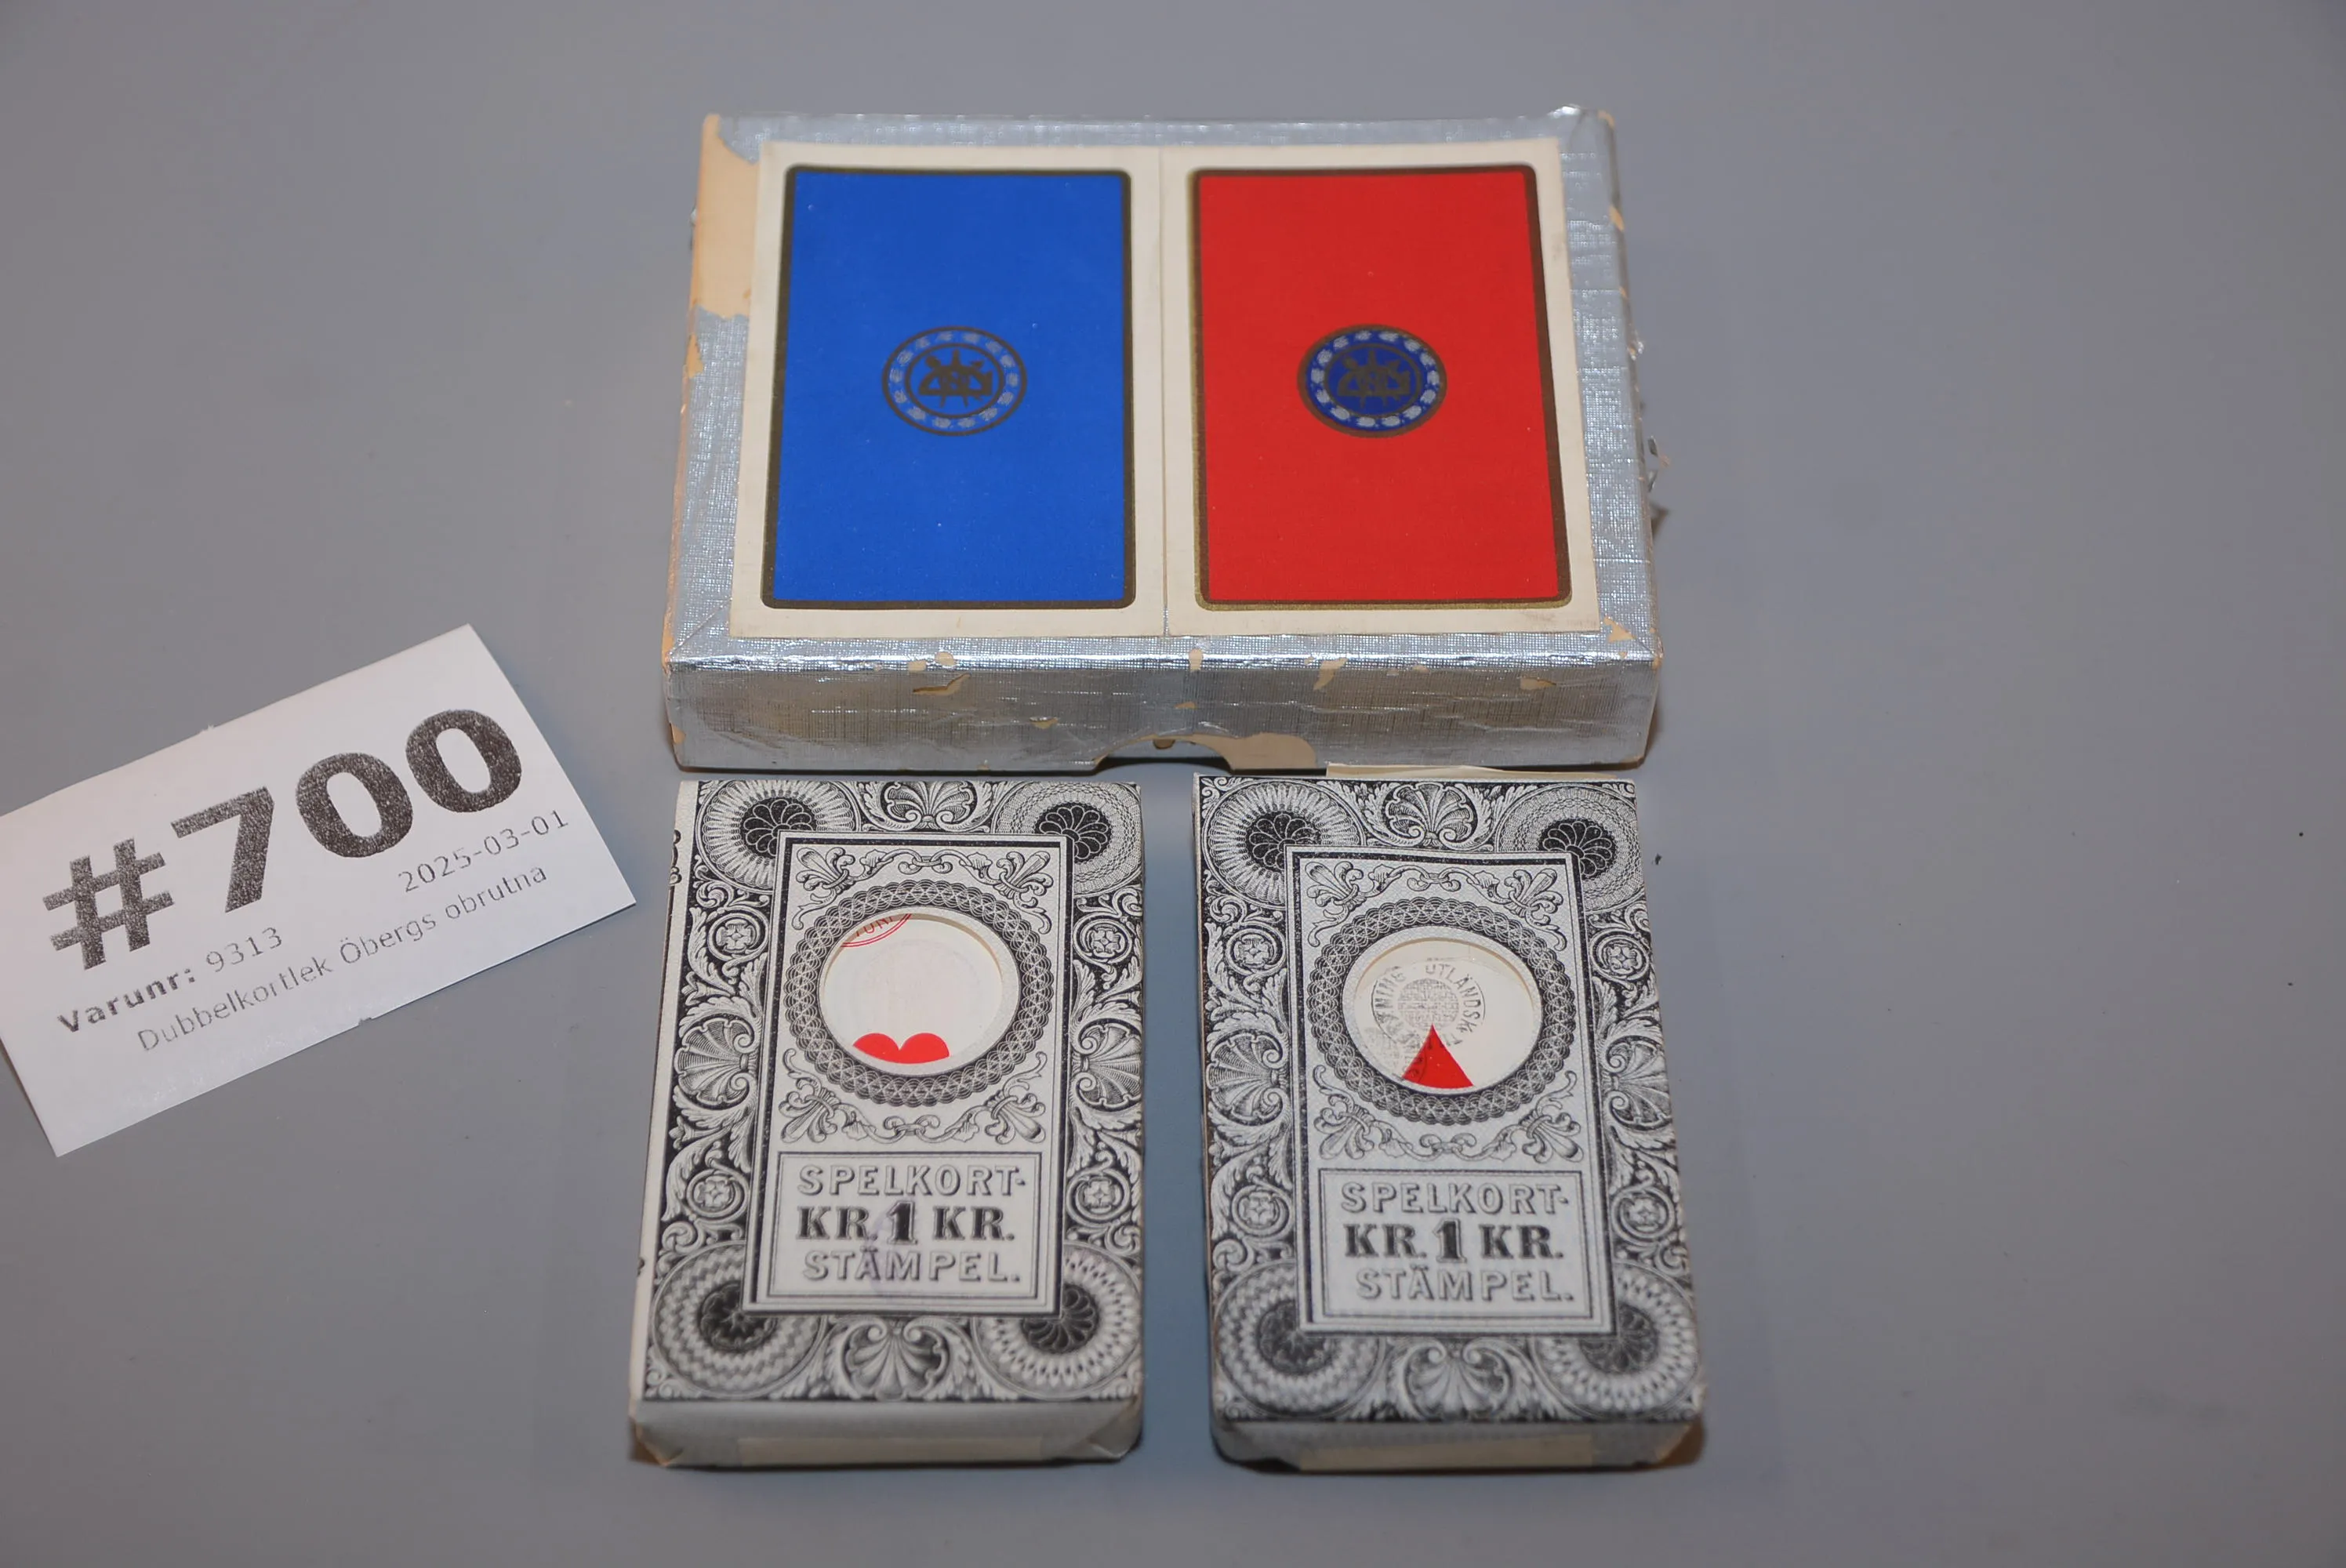 #700
2025-03-01
Varunr: 9313
Dubbelkortlek Öbergs obrutna
SPELKORT-
KR. 1 KR.
STÄMPEL.
UTLÄNDSK
SPELKORT-
KR. 1 KR.
STÄMPEL.